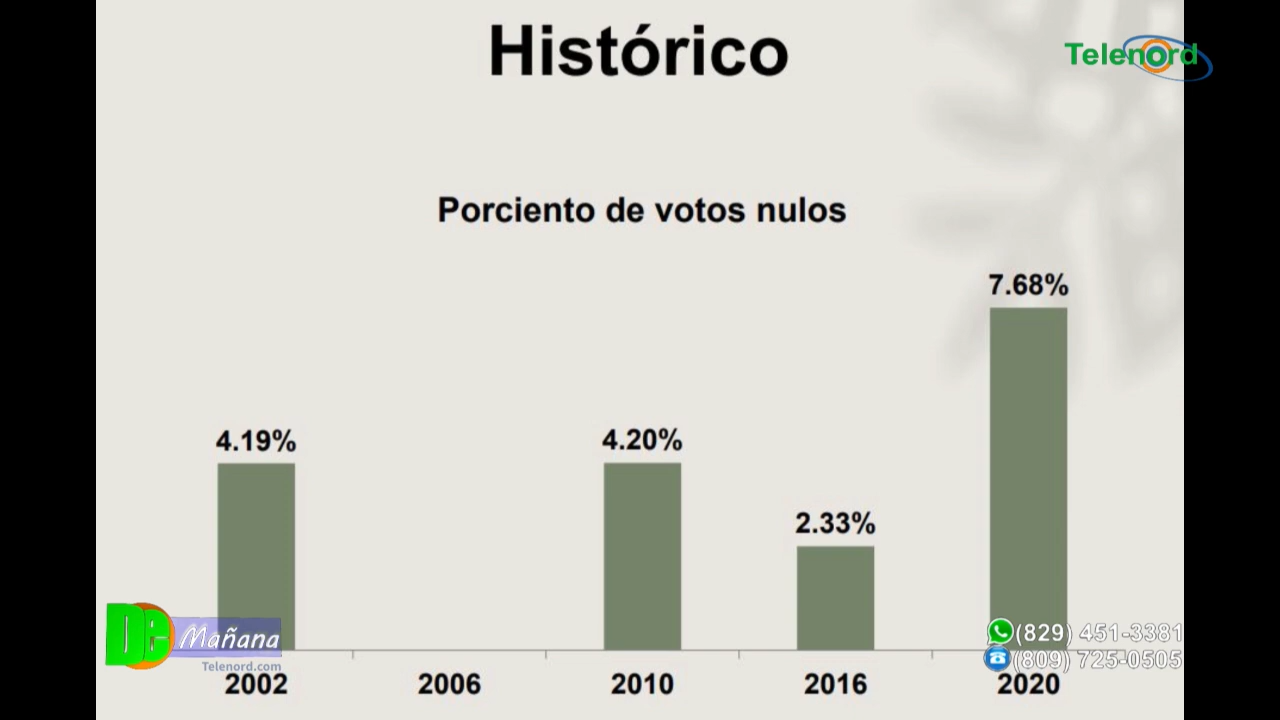 Histórico
Telenord
Porciento de votos nulos
7.68%
4.19%
4.20%
2.33%
De Mañana
Telenord.com
(829) 451-3381
(809) 725-0505
2002
2006
2010
2016
2020